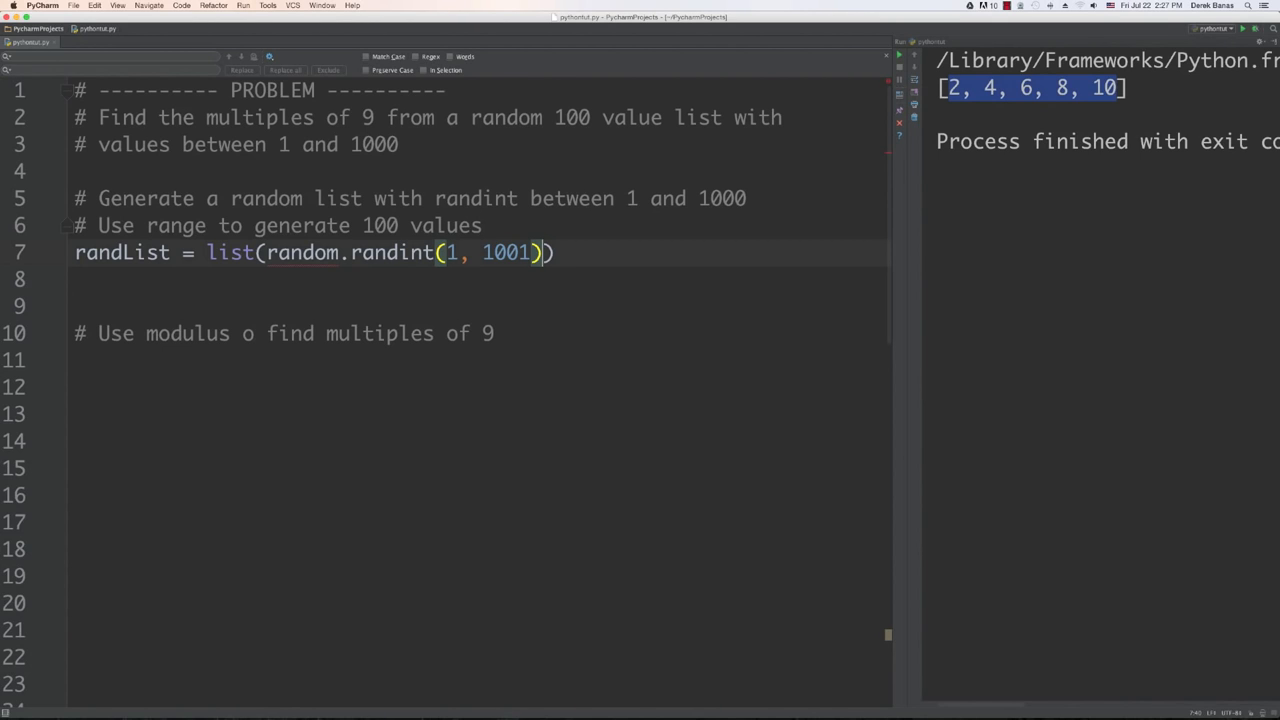 PyCharm File Edit View Navigate Code Refactor Run Tools VCS Window Help 10 Fri Jul 22 2:27 PM Derek Banas
pythontut.py - PycharmProjects - [~/PycharmProjects]
PycharmProjects pythontut.py pythontut
pythontut.py Run pythontut
Match Case Regex Words
Replace Replace all Exclude Preserve Case In Selection
1 # ---------- PROBLEM ----------
2 # Find the multiples of 9 from a random 100 value list with
3 # values between 1 and 1000
4
5 # Generate a random list with randint between 1 and 1000
6 # Use range to generate 100 values
7 randList = list(random.randint(1, 1001))
8
9
10 # Use modulus o find multiples of 9
11
12
13
14
15
16
17
18
19
20
21
22
23
/Library/Frameworks/Python.fr
[2, 4, 6, 8, 10]
Process finished with exit co
7:40 LF UTF-8